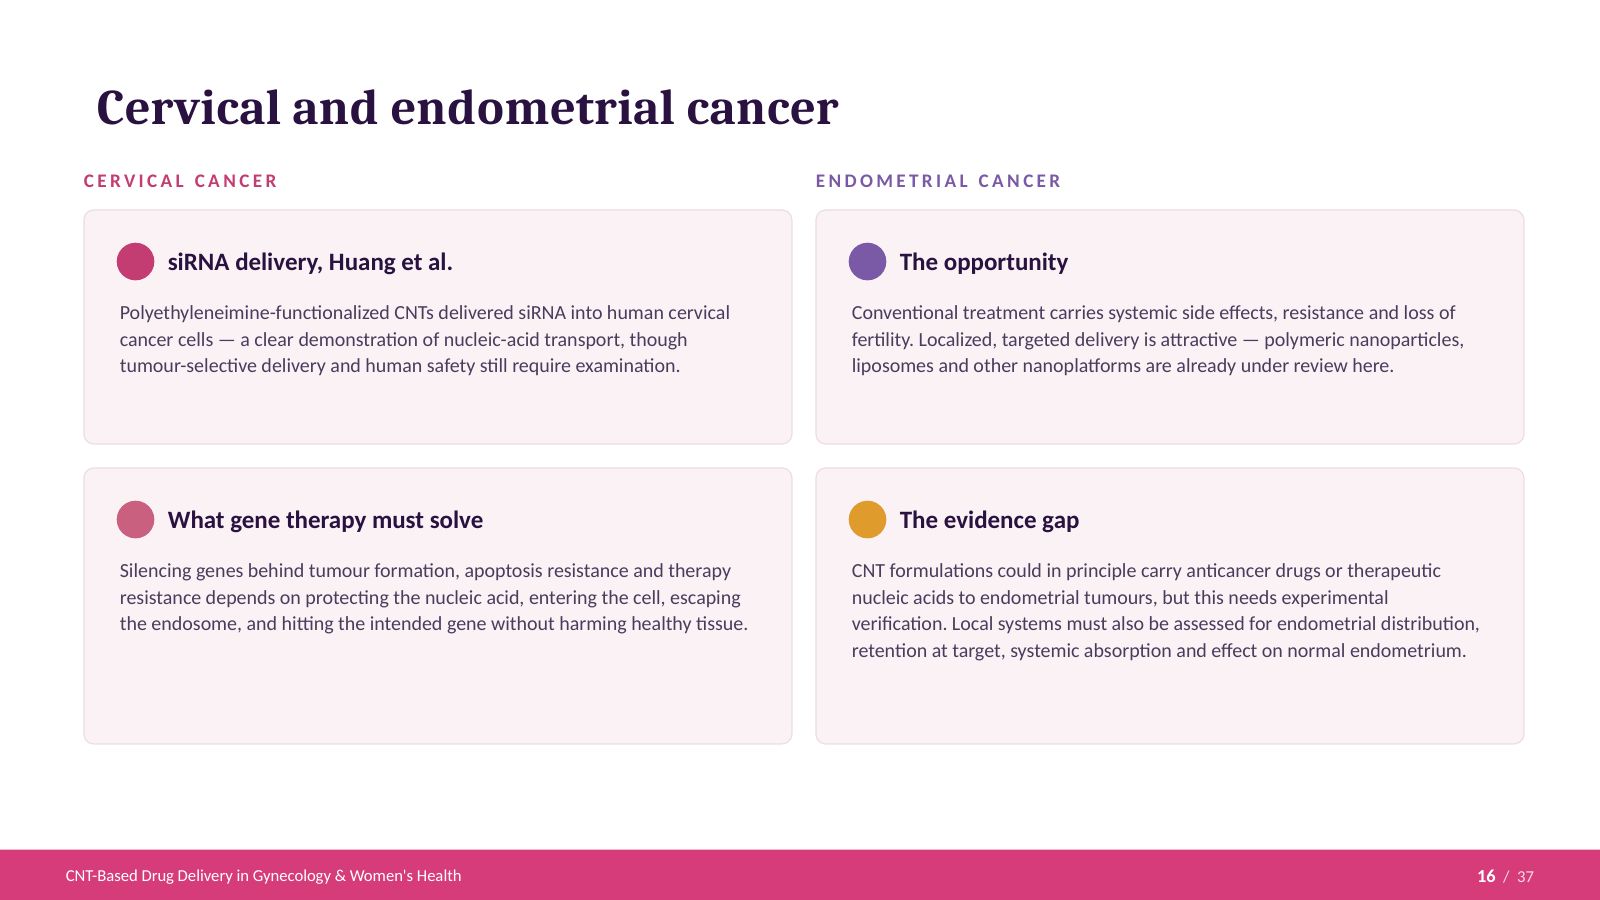 Cervical and endometrial cancer
CERVICAL CANCER
siRNA delivery, Huang et al.
Polyethyleneimine-functionalized CNTs delivered siRNA into human cervical
cancer cells — a clear demonstration of nucleic-acid transport, though
tumour-selective delivery and human safety still require examination.
What gene therapy must solve
Silencing genes behind tumour formation, apoptosis resistance and therapy
resistance depends on protecting the nucleic acid, entering the cell, escaping
the endosome, and hitting the intended gene without harming healthy tissue.
ENDOMETRIAL CANCER
The opportunity
Conventional treatment carries systemic side effects, resistance and loss of
fertility. Localized, targeted delivery is attractive — polymeric nanoparticles,
liposomes and other nanoplatforms are already under review here.
The evidence gap
CNT formulations could in principle carry anticancer drugs or therapeutic
nucleic acids to endometrial tumours, but this needs experimental
verification. Local systems must also be assessed for endometrial distribution,
retention at target, systemic absorption and effect on normal endometrium.
CNT-Based Drug Delivery in Gynecology & Women's Health
16 / 37